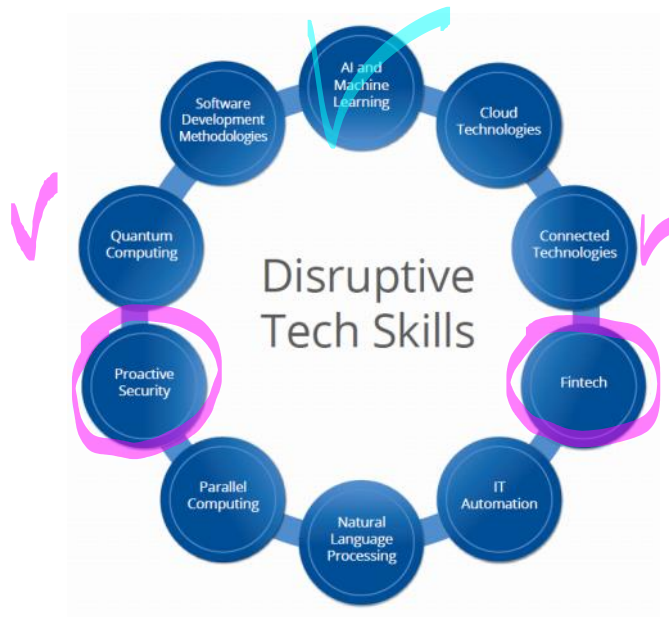 AI and
Machine
Learning
Cloud
Technologies
Connected
Technologies
Fintech
IT
Automation
Natural
Language
Processing
Parallel
Computing
Proactive
Security
Quantum
Computing
Software
Development
Methodologies
Disruptive
Tech Skills